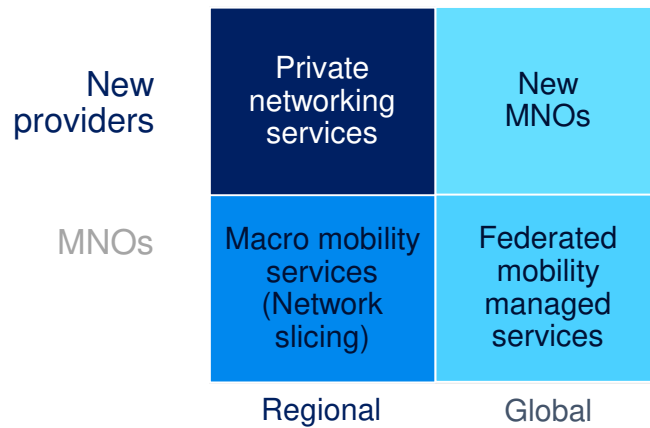 New
providers
Private
networking
services
New
MNOs
MNOs
Macro mobility
services
(Network
slicing)
Federated
mobility
managed
services
Regional
Global